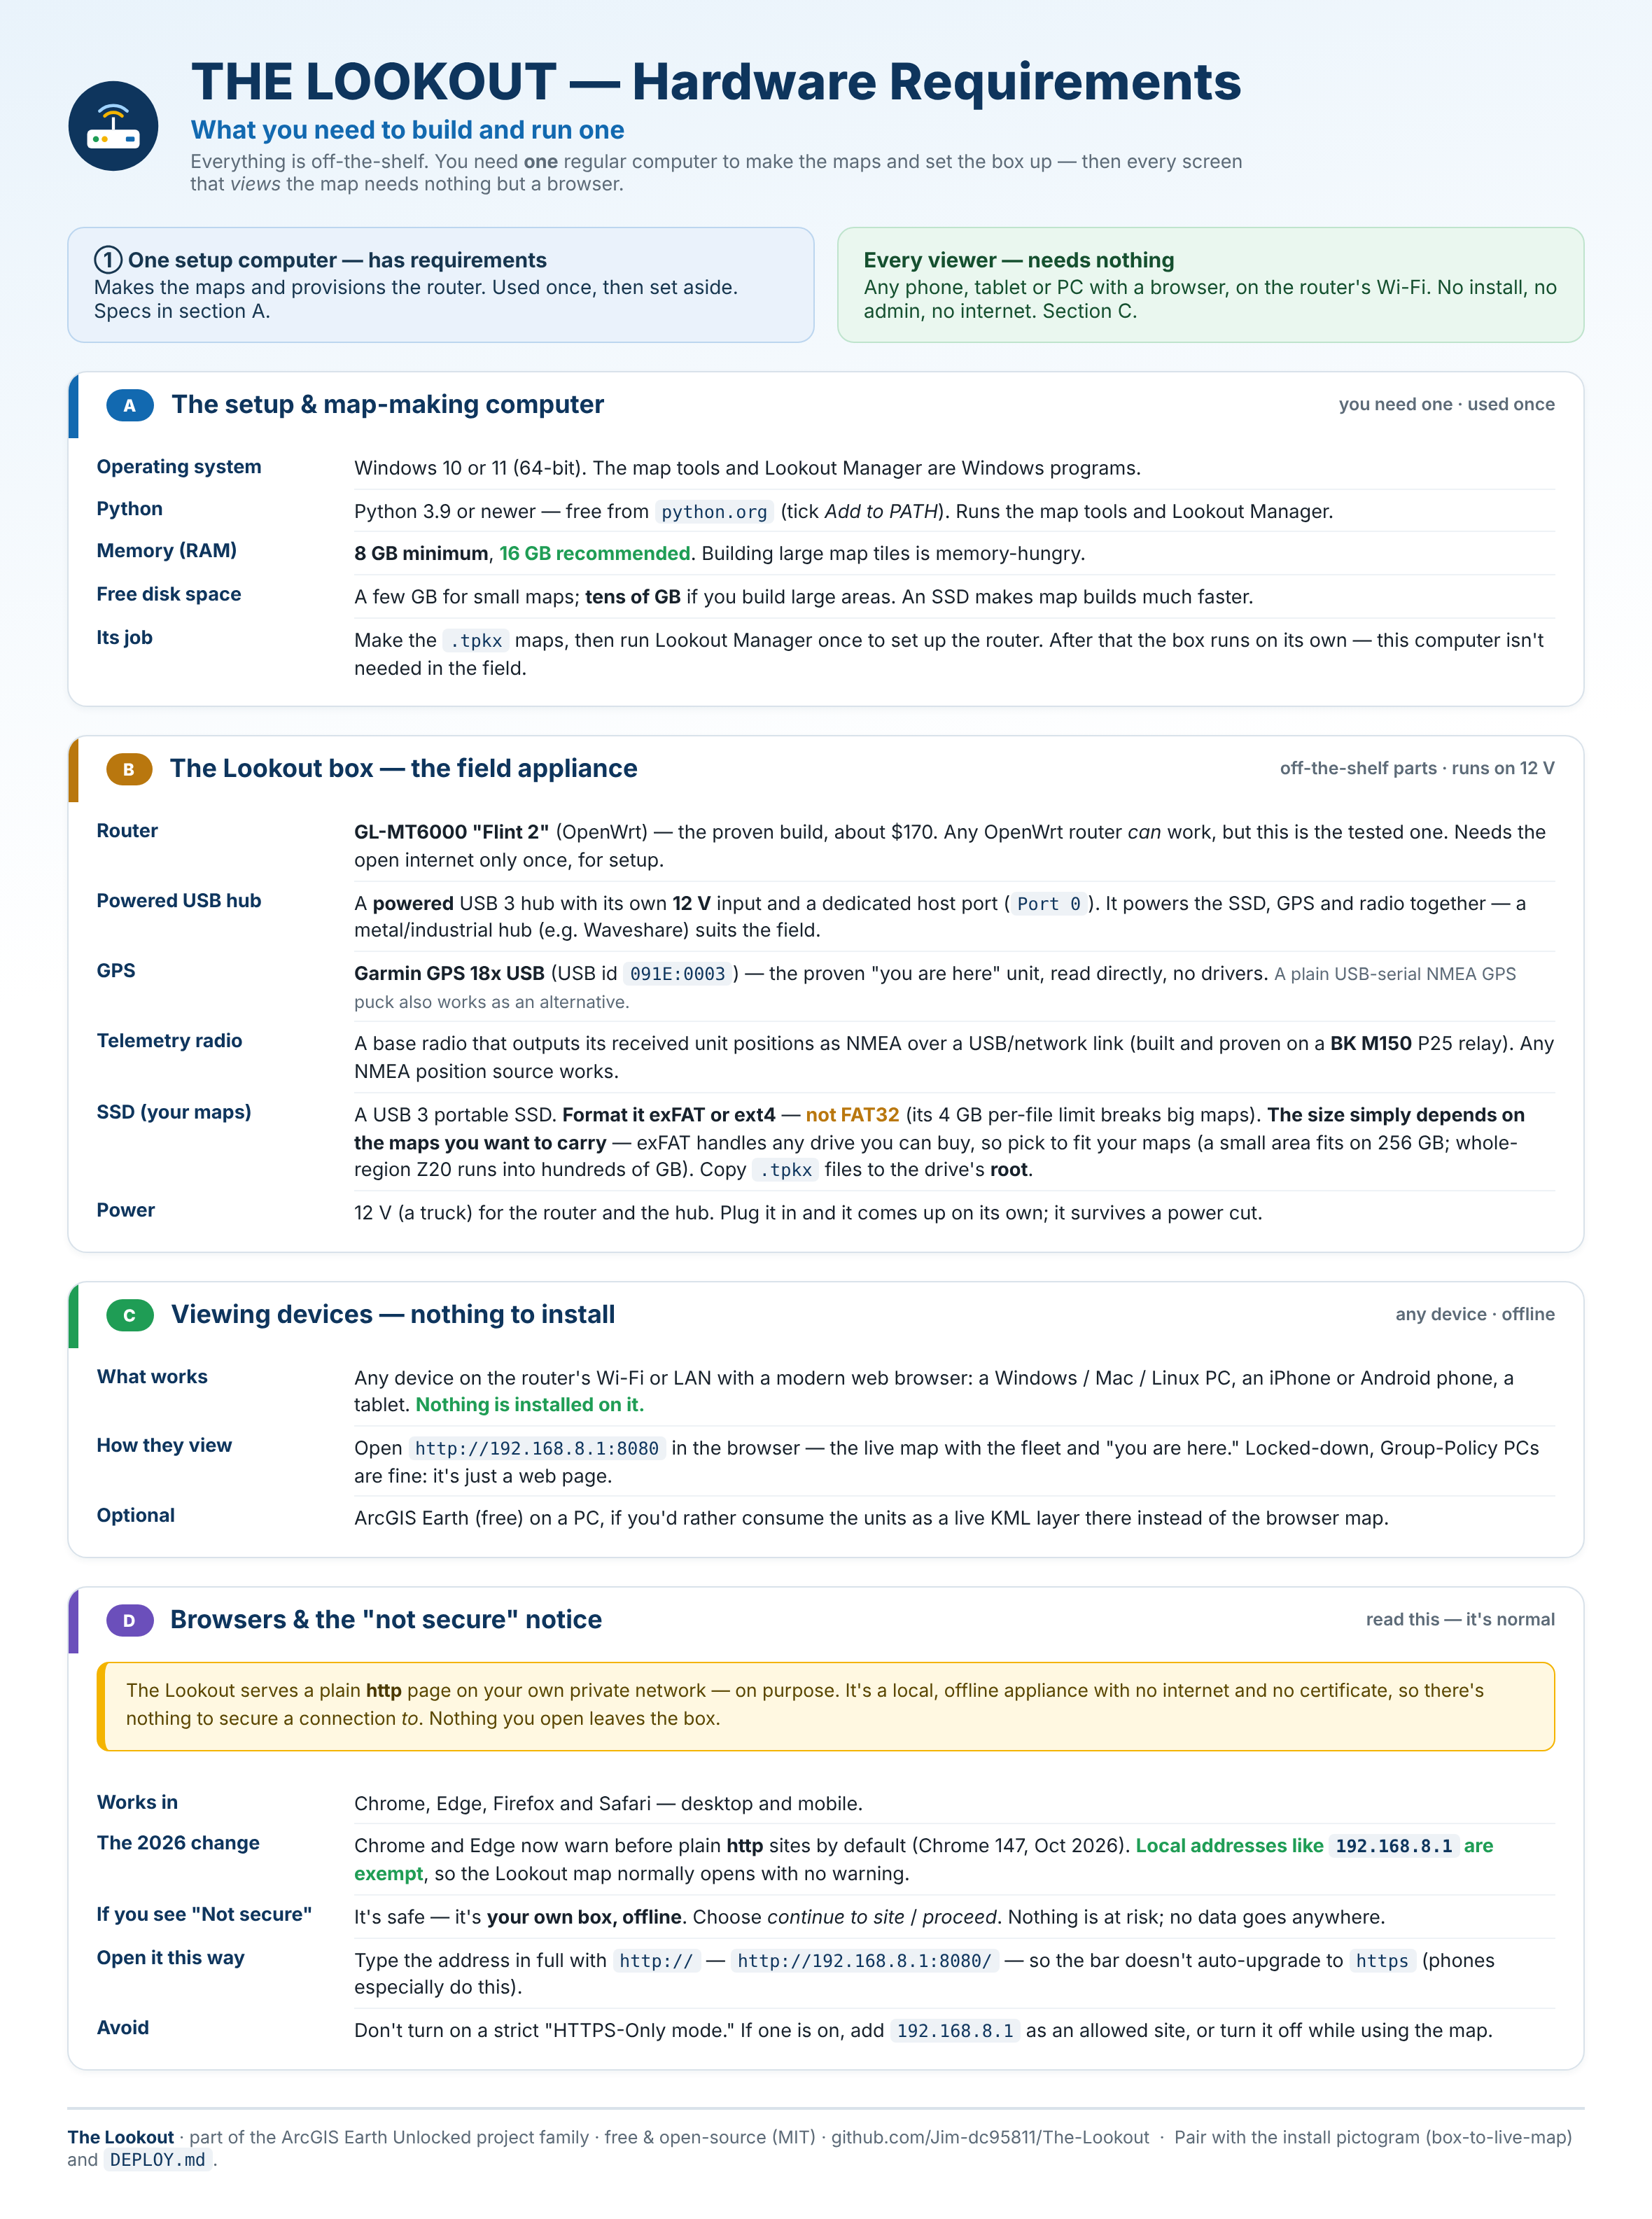 THE LOOKOUT — Hardware Requirements
What you need to build and run one
Everything is off-the-shelf. You need one regular computer to make the maps and set the box up — then every screen
that views the map needs nothing but a browser.
① One setup computer — has requirements
Makes the maps and provisions the router. Used once, then set aside.
Specs in section A.
Every viewer — needs nothing
Any phone, tablet or PC with a browser, on the router's Wi-Fi. No install, no
admin, no internet. Section C.
A The setup & map-making computer you need one · used once
Operating system Windows 10 or 11 (64-bit). The map tools and Lookout Manager are Windows programs.
Python Python 3.9 or newer — free from python.org (tick Add to PATH). Runs the map tools and Lookout Manager.
Memory (RAM) 8 GB minimum, 16 GB recommended. Building large map tiles is memory-hungry.
Free disk space A few GB for small maps; tens of GB if you build large areas. An SSD makes map builds much faster.
Its job Make the .tpkx maps, then run Lookout Manager once to set up the router. After that the box runs on its own — this computer isn't
needed in the field.
B The Lookout box — the field appliance off-the-shelf parts · runs on 12 V
Router GL-MT6000 "Flint 2" (OpenWrt) — the proven build, about $170. Any OpenWrt router can work, but this is the tested one. Needs the
open internet only once, for setup.
Powered USB hub A powered USB 3 hub with its own 12 V input and a dedicated host port (Port 0). It powers the SSD, GPS and radio together — a
metal/industrial hub (e.g. Waveshare) suits the field.
GPS Garmin GPS 18x USB (USB id 091E:0003) — the proven "you are here" unit, read directly, no drivers. A plain USB-serial NMEA GPS
puck also works as an alternative.
Telemetry radio A base radio that outputs its received unit positions as NMEA over a USB/network link (built and proven on a BK M150 P25 relay). Any
NMEA position source works.
SSD (your maps) A USB 3 portable SSD. Format it exFAT or ext4 — not FAT32 (its 4 GB per-file limit breaks big maps). The size simply depends on
the maps you want to carry — exFAT handles any drive you can buy, so pick to fit your maps (a small area fits on 256 GB; whole-
region Z20 runs into hundreds of GB). Copy .tpkx files to the drive's root.
Power 12 V (a truck) for the router and the hub. Plug it in and it comes up on its own; it survives a power cut.
C Viewing devices — nothing to install any device · offline
What works Any device on the router's Wi-Fi or LAN with a modern web browser: a Windows / Mac / Linux PC, an iPhone or Android phone, a
tablet. Nothing is installed on it.
How they view Open http://192.168.8.1:8080 in the browser — the live map with the fleet and "you are here." Locked-down, Group-Policy PCs
are fine: it's just a web page.
Optional ArcGIS Earth (free) on a PC, if you'd rather consume the units as a live KML layer there instead of the browser map.
D Browsers & the "not secure" notice read this — it's normal
The Lookout serves a plain http page on your own private network — on purpose. It's a local, offline appliance with no internet and no certificate, so there's
nothing to secure a connection to. Nothing you open leaves the box.
Works in Chrome, Edge, Firefox and Safari — desktop and mobile.
The 2026 change Chrome and Edge now warn before plain http sites by default (Chrome 147, Oct 2026). Local addresses like 192.168.8.1 are
exempt, so the Lookout map normally opens with no warning.
If you see "Not secure" It's safe — it's your own box, offline. Choose continue to site / proceed. Nothing is at risk; no data goes anywhere.
Open it this way Type the address in full with http:// — http://192.168.8.1:8080/ — so the bar doesn't auto-upgrade to https (phones
especially do this).
Avoid Don't turn on a strict "HTTPS-Only mode." If one is on, add 192.168.8.1 as an allowed site, or turn it off while using the map.
The Lookout · part of the ArcGIS Earth Unlocked project family · free & open-source (MIT) · github.com/Jim-dc95811/The-Lookout · Pair with the install pictogram (box-to-live-map)
and DEPLOY.md.